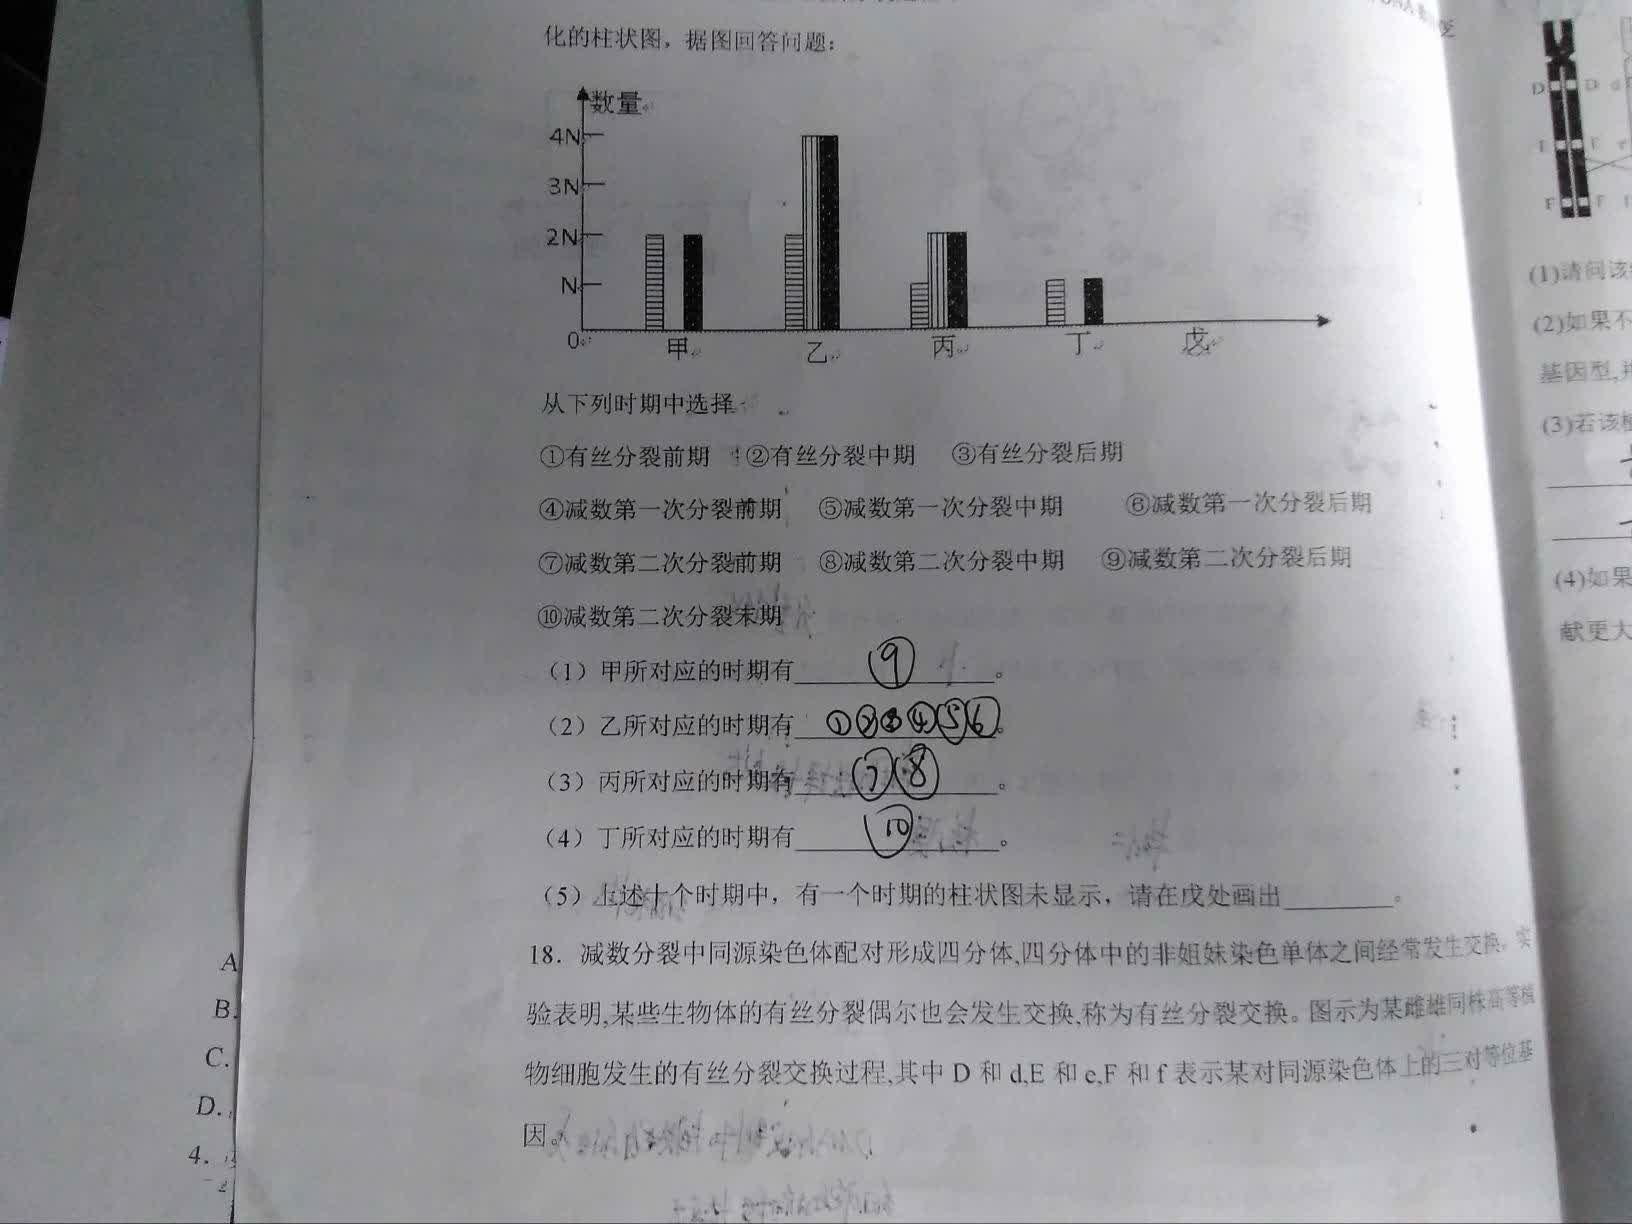 化的柱状图，据图回答问题：
数量
4N
3N
2N
N
0
甲 乙 丙 丁 戊
从下列时期中选择
①有丝分裂前期 ②有丝分裂中期 ③有丝分裂后期
④减数第一次分裂前期 ⑤减数第一次分裂中期 ⑥减数第一次分裂后期
⑦减数第二次分裂前期 ⑧减数第二次分裂中期 ⑨减数第二次分裂后期
⑩减数第二次分裂末期
（1）甲所对应的时期有 ⑨ 。
（2）乙所对应的时期有 ①②③④⑤⑥。
（3）丙所对应的时期有 ⑦⑧ 。
（4）丁所对应的时期有 ⑩ 。
（5）上述十个时期中，有一个时期的柱状图未显示，请在戊处画出________。
18．减数分裂中同源染色体配对形成四分体,四分体中的非姐妹染色单体之间经常发生交换。实
验表明,某些生物体的有丝分裂偶尔也会发生交换,称为有丝分裂交换。图示为某雌雄同株高等植
物细胞发生的有丝分裂交换过程,其中 D 和 d,E 和 e,F 和 f 表示某对同源染色体上的三对等位基
因。
A
B.
C.
D.
4.
D D d
F F
(1)请问该
(2)如果不
基因型,并
(3)若该植
(4)如果
献更大